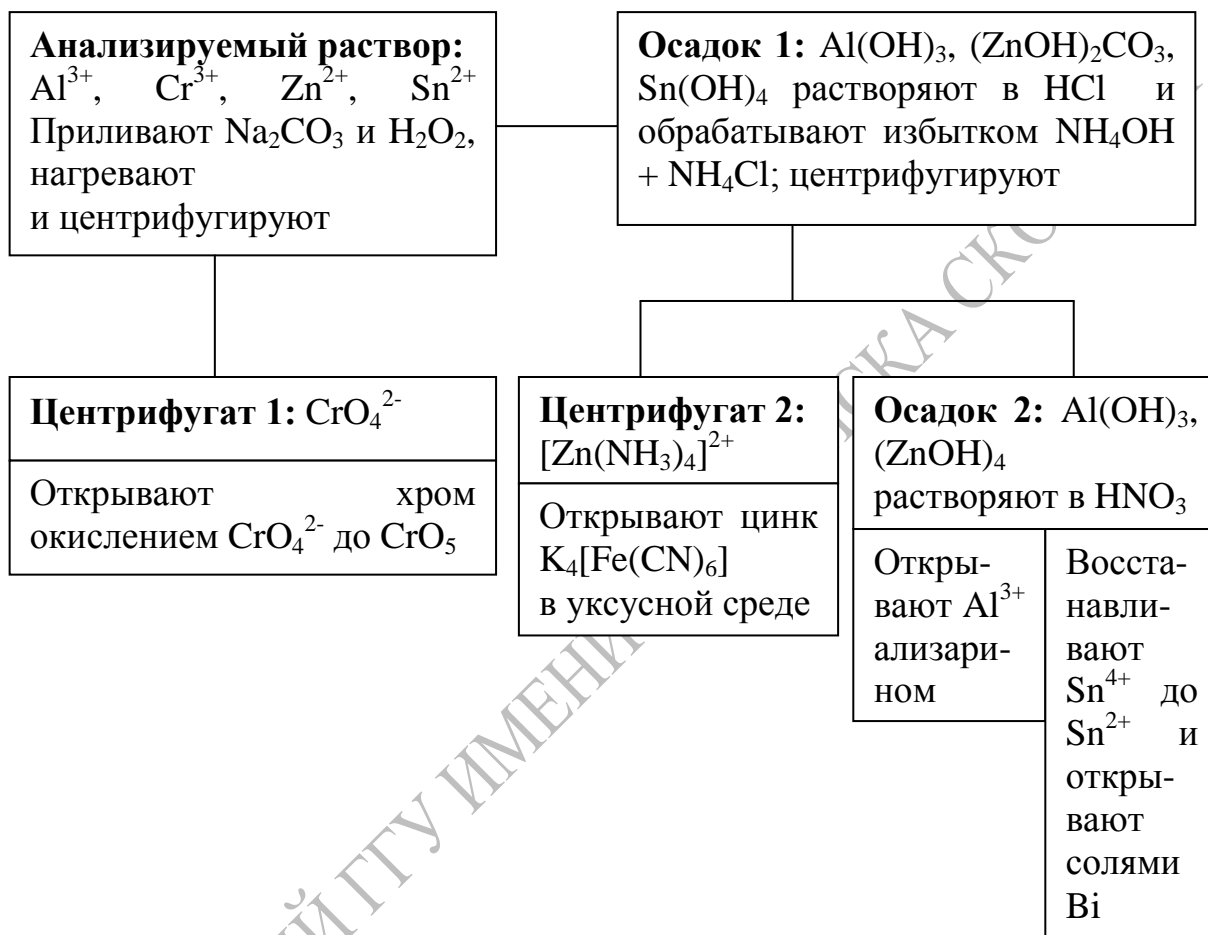 Анализируемый раствор:
Al³⁺, Cr³⁺, Zn²⁺, Sn²⁺
Приливают Na₂CO₃ и H₂O₂,
нагревают
и центрифугируют
Осадок 1: Al(OH)₃, (ZnOH)₂CO₃,
Sn(OH)₄ растворяют в HCl и
обрабатывают избытком NH₄OH
+ NH₄Cl; центрифугируют
Центрифугат 1: CrO₄²⁻
Открывают хром
окислением CrO₄²⁻ до CrO₅
Центрифугат 2:
[Zn(NH₃)₄]²⁺
Открывают цинк
K₄[Fe(CN)₆]
в уксусной среде
Осадок 2: Al(OH)₃,
(ZnOH)₄
растворяют в HNO₃
Откры-
вают Al³⁺
ализари-
ном
Восста-
навли-
вают
Sn⁴⁺ до
Sn²⁺ и
откры-
вают
солями
Bi
ГГУ ИМЕНИ